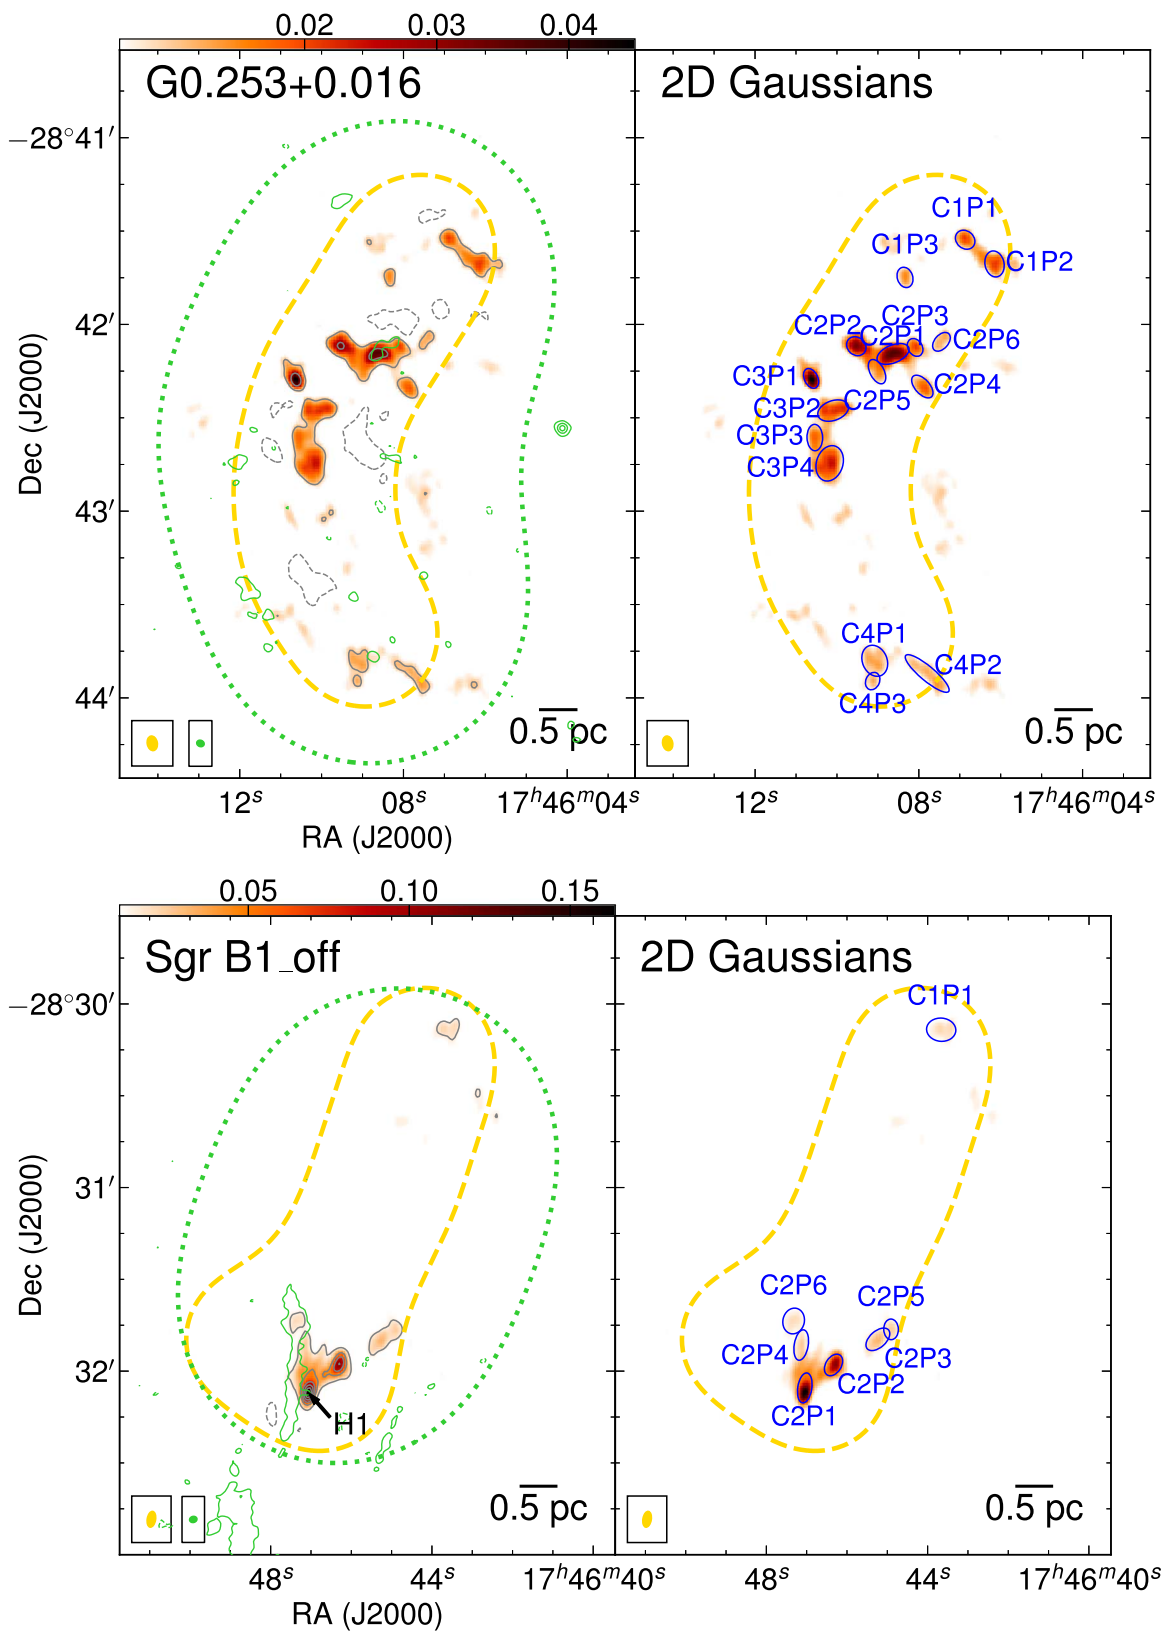 0.02 0.03 0.04
G0.253+0.016
2D Gaussians
−28°41′
42′
43′
44′
Dec (J2000)
C1P1
C1P3
C1P2
C2P3
C2P2
C2P1
C2P6
C3P1
C2P4
C2P5
C3P2
C3P3
C3P4
C4P1
C4P2
C4P3
0.5 pc
0.5 pc
12s 08s 17h46m04s
12s 08s 17h46m04s
RA (J2000)
0.05 0.10 0.15
Sgr B1_off
2D Gaussians
−28°30′
31′
32′
Dec (J2000)
C1P1
C2P6
C2P5
C2P4
C2P3
C2P2
C2P1
H1
0.5 pc
0.5 pc
48s 44s 17h46m40s
48s 44s 17h46m40s
RA (J2000)